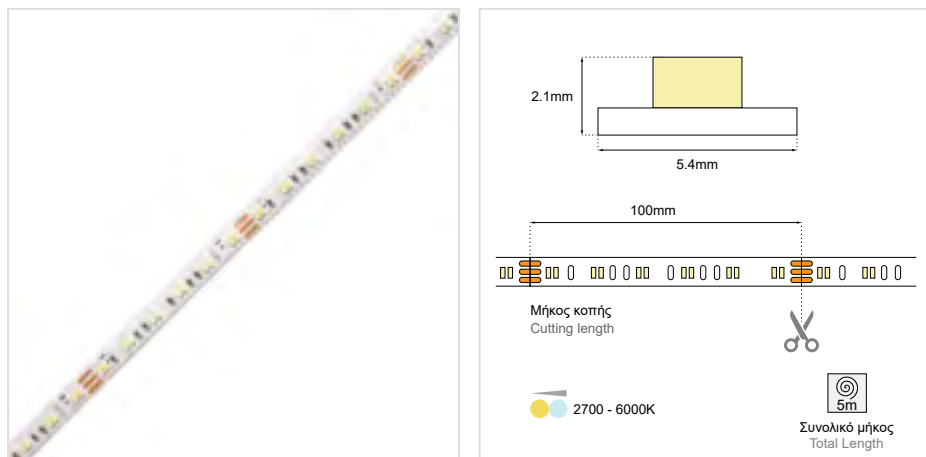 2.1mm
5.4mm
100mm
Μήκος κοπής
Cutting length
2700 - 6000K
5m
Συνολικό μήκος
Total Length